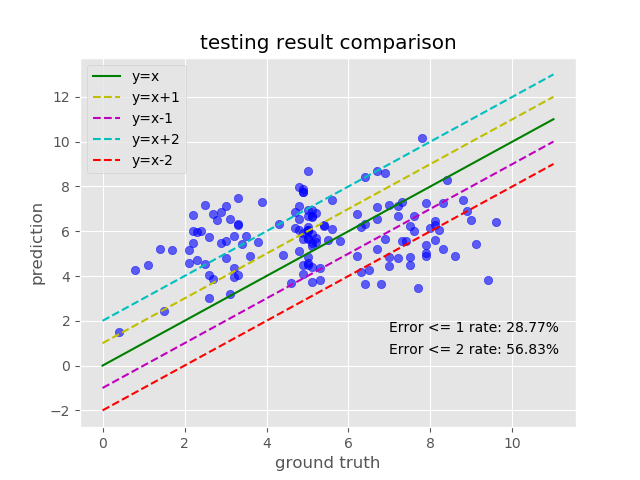 testing result comparison
y=x
y=x+1
y=x-1
y=x+2
y=x-2
12
10
8
6
4
2
0
−2
prediction
Error <= 1 rate: 28.77%
Error <= 2 rate: 56.83%
0 2 4 6 8 10
ground truth